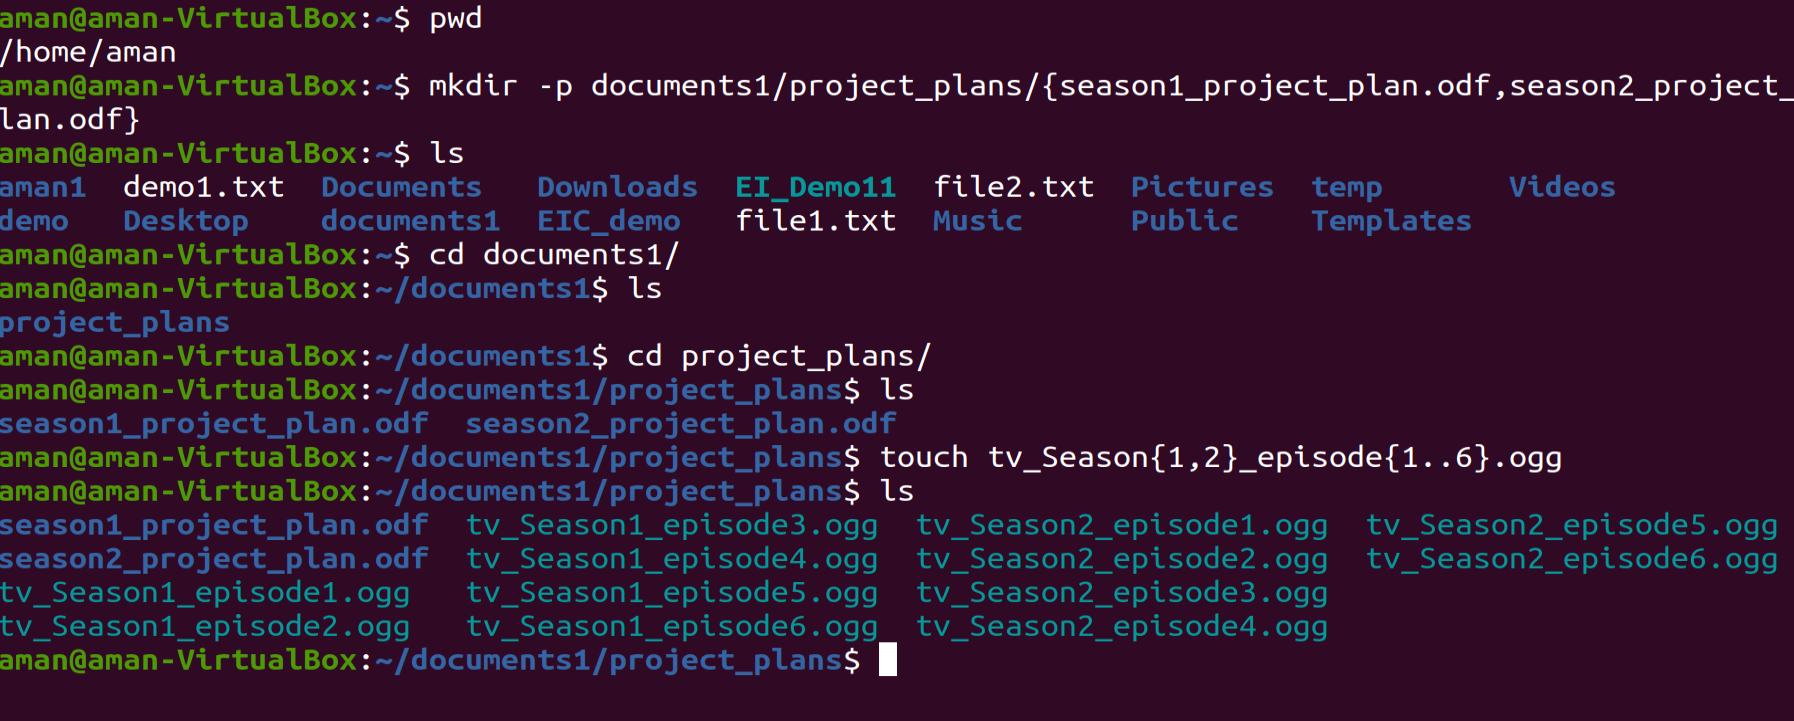 aman@aman-VirtualBox:~$ pwd
/home/aman
aman@aman-VirtualBox:~$ mkdir -p documents1/project_plans/{season1_project_plan.odf,season2_project_
lan.odf}
aman@aman-VirtualBox:~$ ls
aman1 demo1.txt Documents Downloads EI_Demo11 file2.txt Pictures temp Videos
demo Desktop documents1 EIC_demo file1.txt Music Public Templates
aman@aman-VirtualBox:~$ cd documents1/
aman@aman-VirtualBox:~/documents1$ ls
project_plans
aman@aman-VirtualBox:~/documents1$ cd project_plans/
aman@aman-VirtualBox:~/documents1/project_plans$ ls
season1_project_plan.odf season2_project_plan.odf
aman@aman-VirtualBox:~/documents1/project_plans$ touch tv_Season{1,2}_episode{1..6}.ogg
aman@aman-VirtualBox:~/documents1/project_plans$ ls
season1_project_plan.odf tv_Season1_episode3.ogg tv_Season2_episode1.ogg tv_Season2_episode5.ogg
season2_project_plan.odf tv_Season1_episode4.ogg tv_Season2_episode2.ogg tv_Season2_episode6.ogg
tv_Season1_episode1.ogg tv_Season1_episode5.ogg tv_Season2_episode3.ogg
tv_Season1_episode2.ogg tv_Season1_episode6.ogg tv_Season2_episode4.ogg
aman@aman-VirtualBox:~/documents1/project_plans$